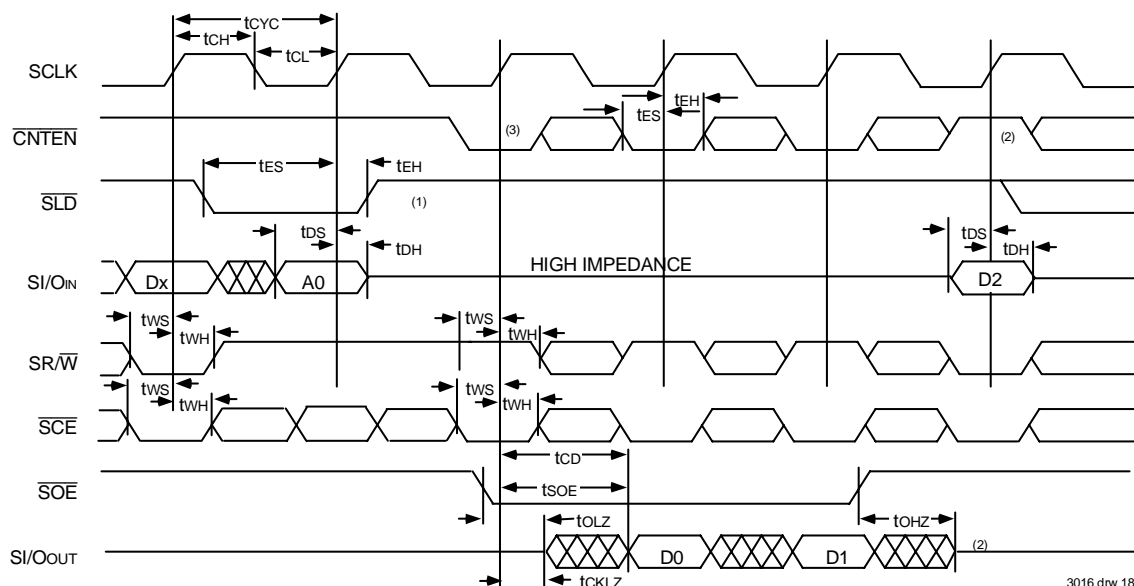 tCYC
tCH
tCL
SCLK
tEH
tES
CNTEN
(3)
(2)
tES
tEH
SLD
(1)
tDS
tDH
tDS
tDH
HIGH IMPEDANCE
SI/OIN
Dx
A0
D2
tWS
tWH
tWS
tWH
SR/W
tWS
tWH
tWS
tWH
SCE
tCD
SOE
tSOE
tOLZ
tOHZ
SI/OOUT
D0
D1
(2)
tCKLZ
3016 drw 18